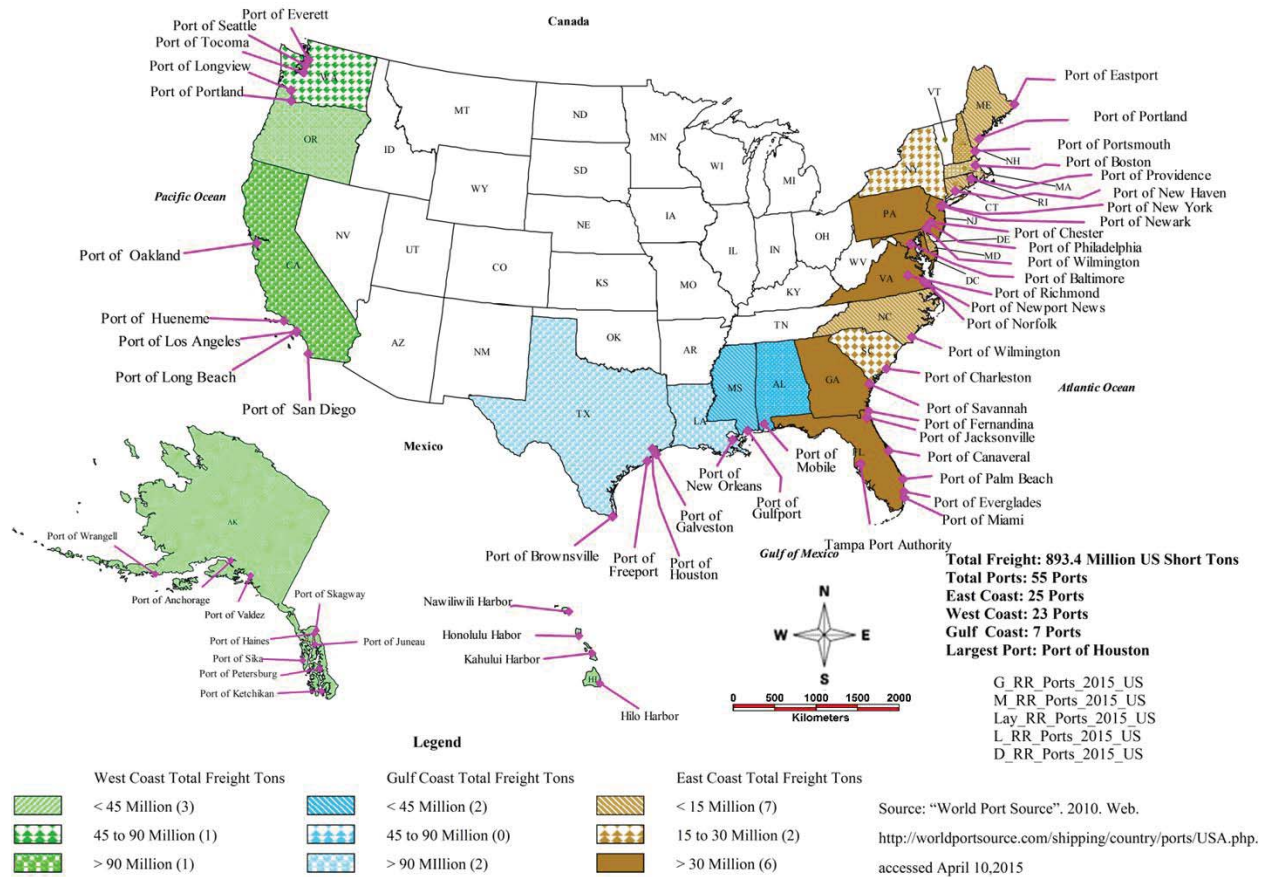 Canada
Port of Everett
Port of Seattle
Port of Tocoma
Port of Longview
Port of Portland
WA
OR
Pacific Ocean
Port of Oakland
CA
Port of Hueneme
Port of Los Angeles
Port of Long Beach
Port of San Diego
MT
ND
MN
ID
SD
WI
MI
WY
NE
IA
NV
UT
CO
KS
MO
IL
IN
OH
WV
KY
TN
AZ
NM
OK
AR
TX
LA
MS
AL
GA
FL
SC
NC
VA
PA
NY
VT
ME
NH
MA
RI
CT
NJ
DE
MD
DC
Port of Eastport
Port of Portland
Port of Portsmouth
Port of Boston
Port of Providence
Port of New Haven
Port of New York
Port of Newark
Port of Chester
Port of Philadelphia
Port of Wilmington
Port of Baltimore
Port of Richmond
Port of Newport News
Port of Norfolk
Port of Wilmington
Port of Charleston
Atlantic Ocean
Port of Savannah
Port of Fernandina
Port of Jacksonville
Port of Canaveral
Port of Palm Beach
Port of Everglades
Port of Miami
Tampa Port Authority
Mexico
Gulf of Mexico
Port of
Mobile
Port of
New Orleans
Port of
Gulfport
Port of
Galveston
Port of
Houston
Port of
Freeport
Port of Brownsville
AK
Port of Wrangell
Port of Anchorage
Port of Valdez
Port of Skagway
Port of Haines
Port of Juneau
Port of Sika
Port of Petersburg
Port of Ketchikan
Nawiliwili Harbor
Honolulu Habor
Kahului Harbor
HI
Hilo Harbor
N
W
E
S
0 500 1000 1500 2000
Kilometers
Total Freight: 893.4 Million US Short Tons
Total Ports: 55 Ports
East Coast: 25 Ports
West Coast: 23 Ports
Gulf Coast: 7 Ports
Largest Port: Port of Houston
G_RR_Ports_2015_US
M_RR_Ports_2015_US
Lay_RR_Ports_2015_US
L_RR_Ports_2015_US
D_RR_Ports_2015_US
Legend
West Coast Total Freight Tons
< 45 Million (3)
45 to 90 Million (1)
> 90 Million (1)
Gulf Coast Total Freight Tons
< 45 Million (2)
45 to 90 Million (0)
> 90 MIllion (2)
East Coast Total Freight Tons
< 15 Million (7)
15 to 30 Million (2)
> 30 Million (6)
Source: “World Port Source”. 2010. Web.
http://worldportsource.com/shipping/country/ports/USA.php.
accessed April 10,2015